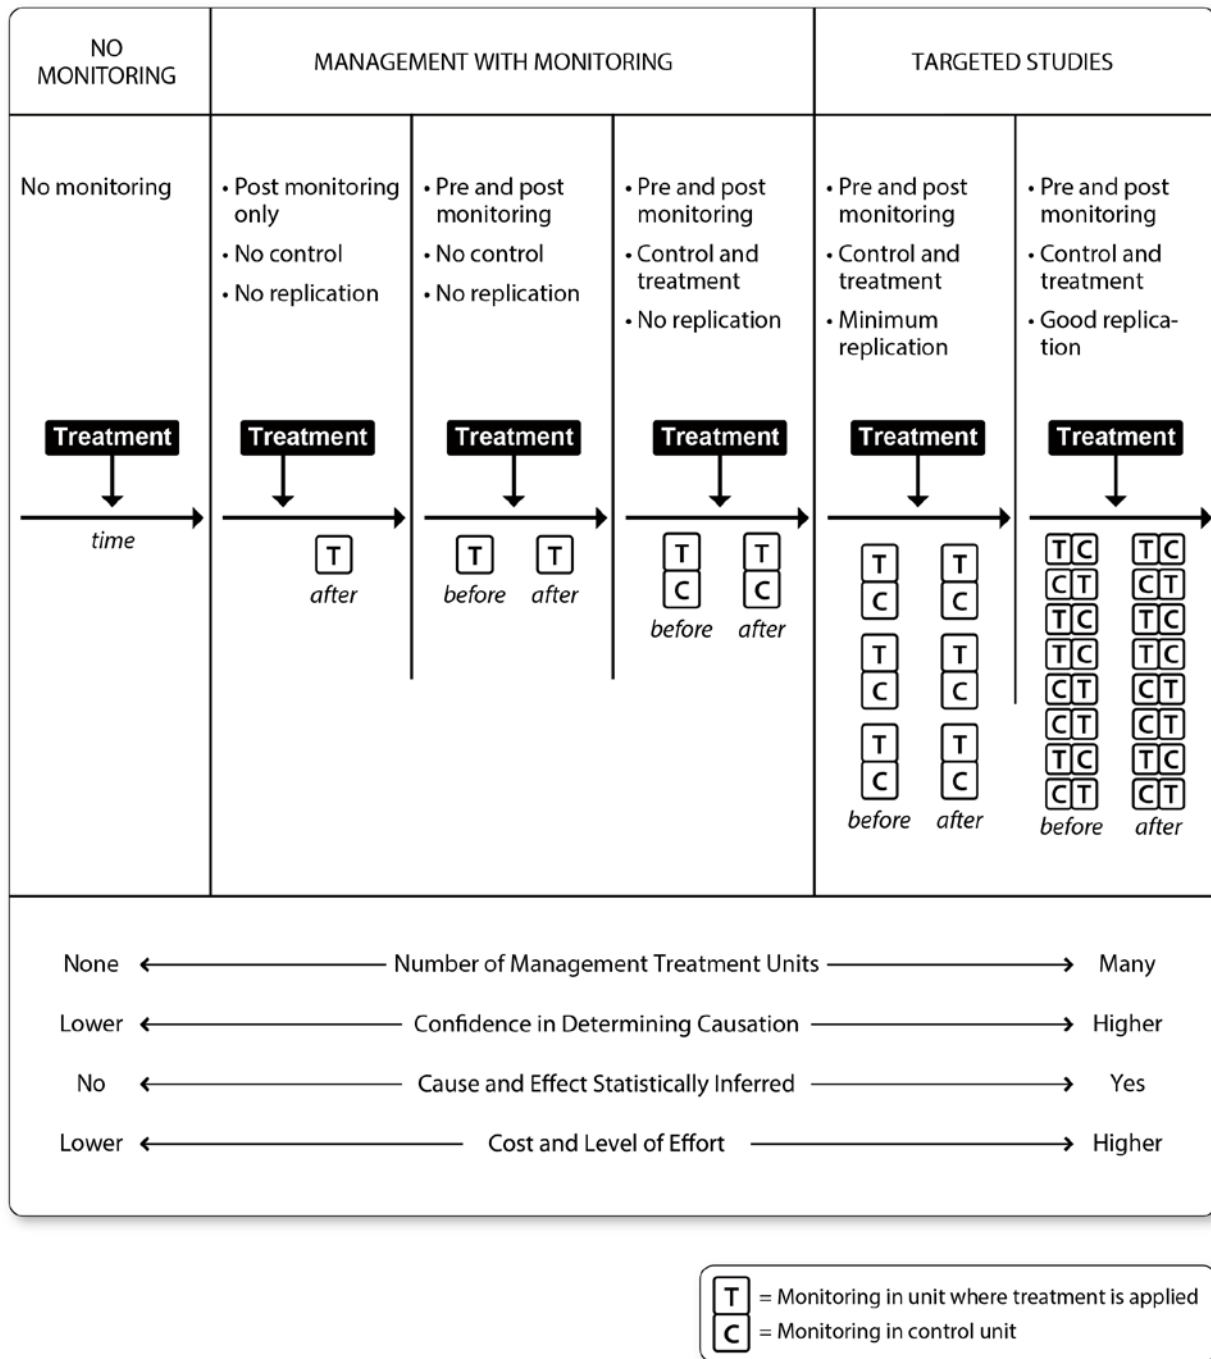 NO
MONITORING
MANAGEMENT WITH MONITORING
TARGETED STUDIES
No monitoring
• Post monitoring
only
• No control
• No replication
• Pre and post
monitoring
• No control
• No replication
• Pre and post
monitoring
• Control and
treatment
• No replication
• Pre and post
monitoring
• Control and
treatment
• Minimum
replication
• Pre and post
monitoring
• Control and
treatment
• Good replica-
tion
Treatment
time
Treatment
T
after
Treatment
T T
before after
Treatment
T T
C C
before after
Treatment
T T
C C
T T
C C
T T
C C
before after
Treatment
T C T C
C T C T
T C T C
T C T C
C T C T
C T C T
T C T C
C T C T
before after
None Number of Management Treatment Units Many
Lower Confidence in Determining Causation Higher
No Cause and Effect Statistically Inferred Yes
Lower Cost and Level of Effort Higher
T = Monitoring in unit where treatment is applied
C = Monitoring in control unit